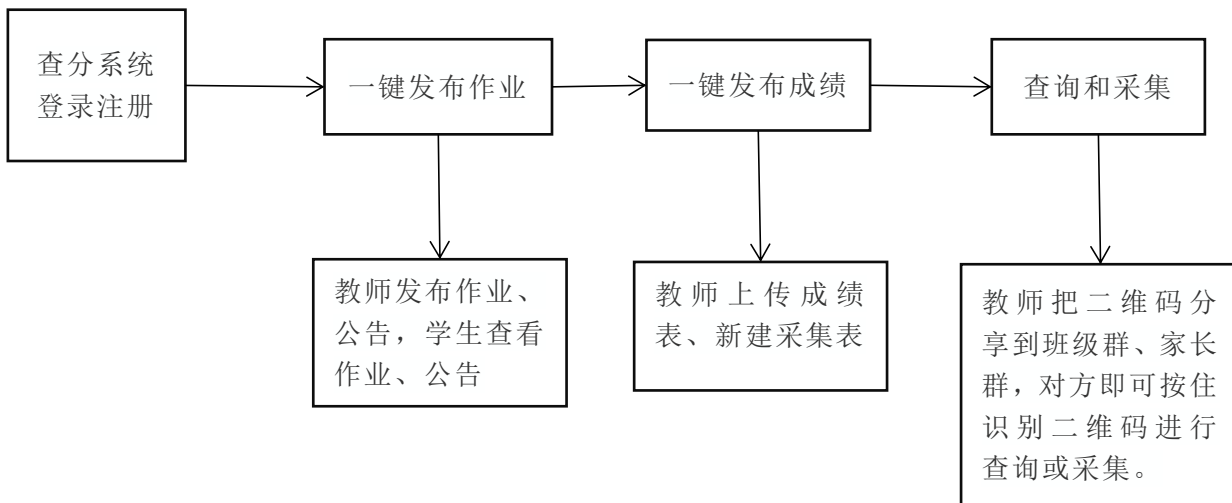 查分系统
登录注册
一键发布作业
一键发布成绩
查询和采集
教师发布作业、
公告，学生查看
作业、公告
教师上传成绩
表、新建采集表
教师把二维码分
享到班级群、家长
群，对方即可按住
识别二维码进行
查询或采集。